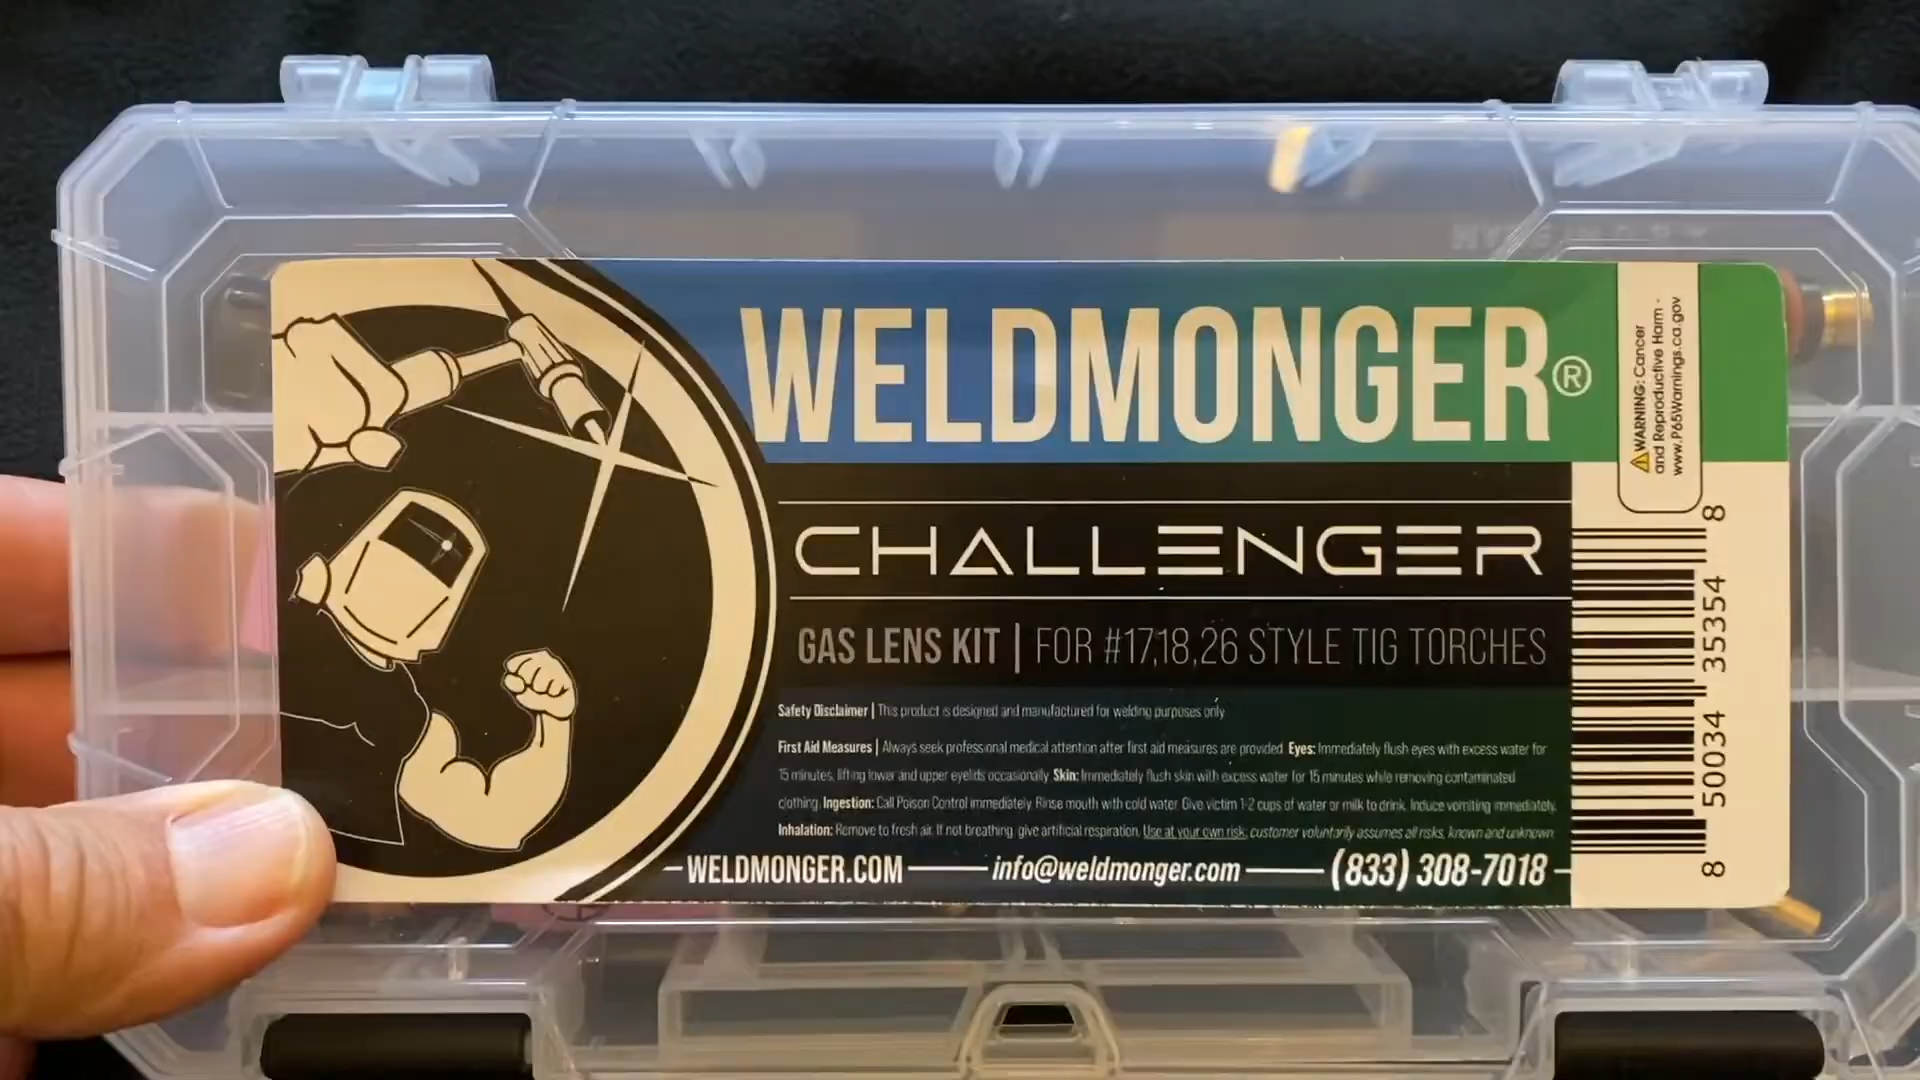 WELDMONGER®
CHALLENGER
GAS LENS KIT | FOR #17,18,26 STYLE TIG TORCHES
Safety Disclaimer | This product is designed and manufactured for welding purposes only
First Aid Measures | Always seek professional medical attention after first aid measures are provided Eyes: Immediately flush eyes with excess water for
15 minutes, lifting lower and upper eyelids occasionally Skin: Immediately flush skin with excess water for 15 minutes while removing contaminated
clothing. Ingestion: Call Poison Control immediately. Rinse mouth with cold water Give victim 1-2 cups of water or milk to drink. Induce vomiting immediately.
Inhalation: Remove to fresh air. If not breathing, give artificial respiration. Use at your own risk, customer voluntarily assumes all risks, known and unknown
WELDMONGER.COM — info@weldmonger.com — (833) 308-7018
⚠WARNING: Cancer
and Reproductive Harm -
www.P65Warnings.ca.gov
8 50034 35354 8